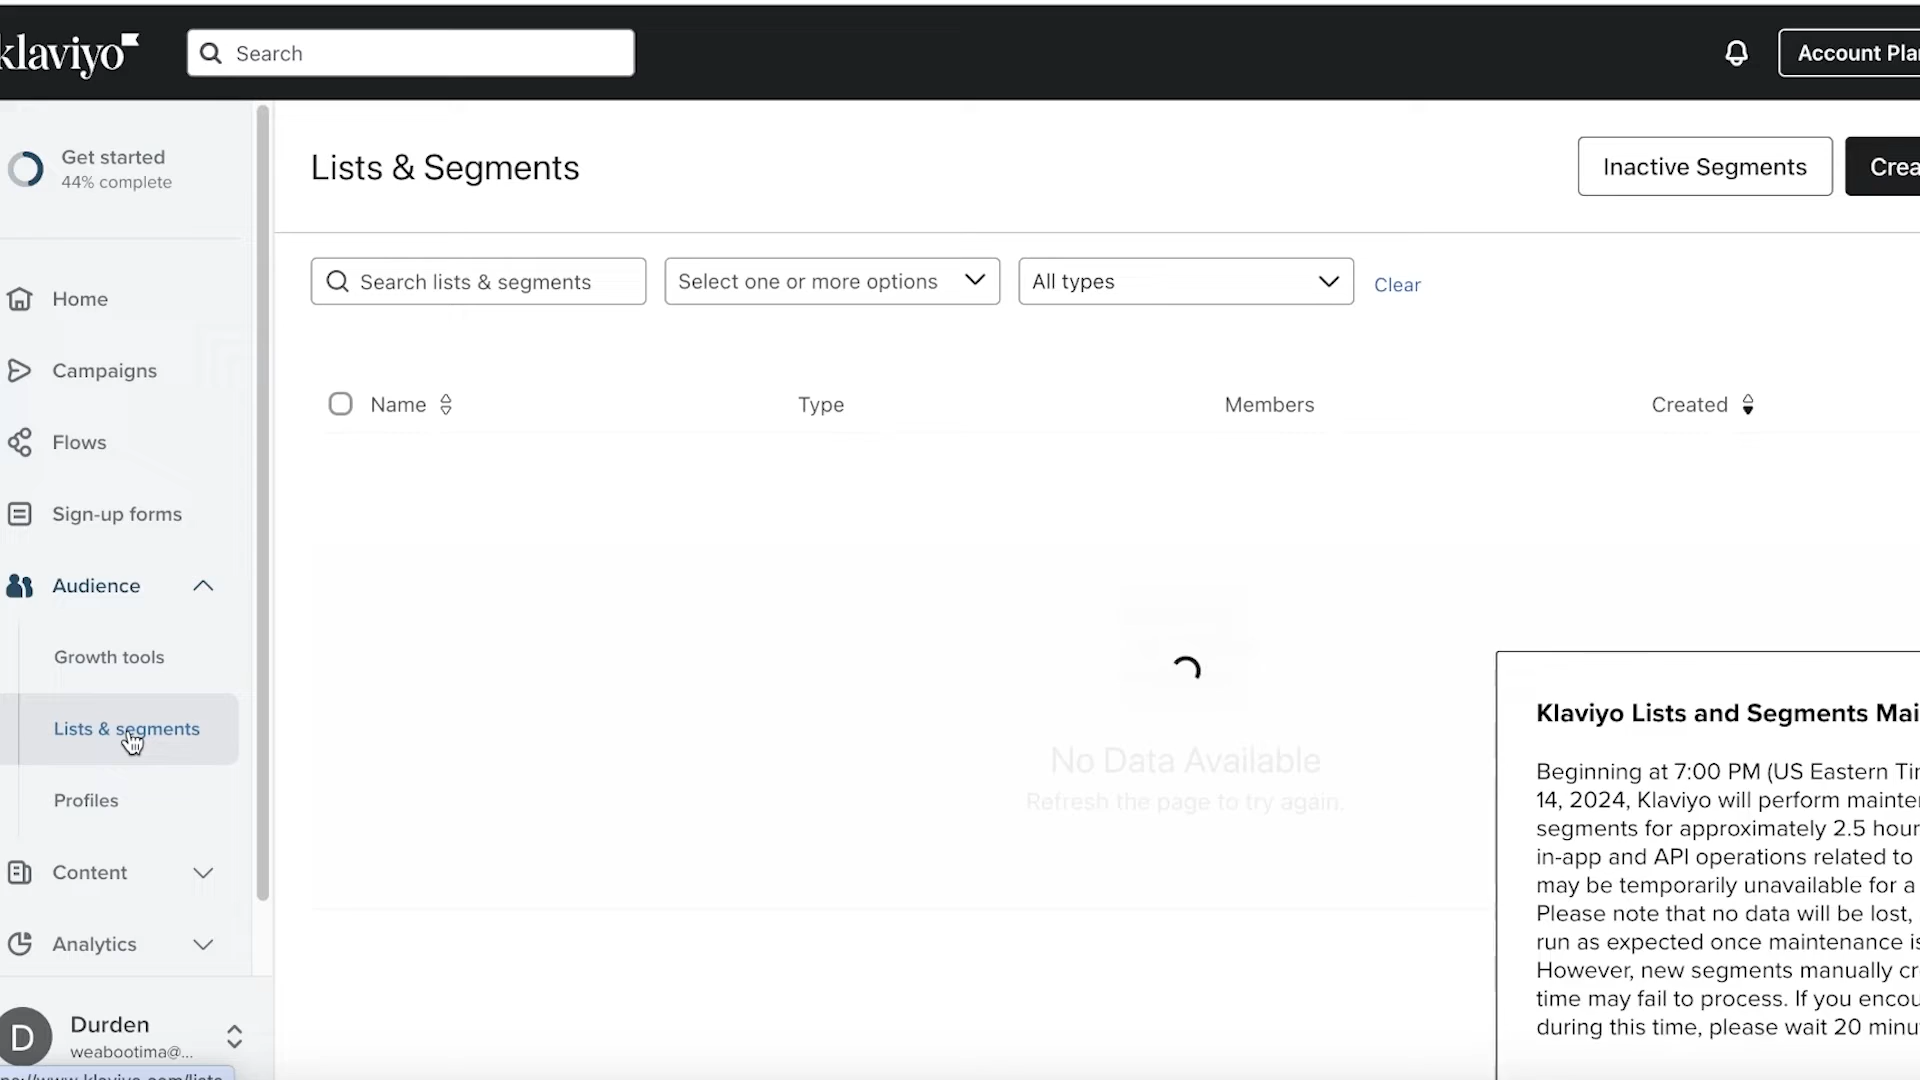 klaviyo
Search
Account Plan
Get started
44% complete
Home
Campaigns
Flows
Sign-up forms
Audience
Growth tools
Lists & segments
Profiles
Content
Analytics
D
Durden
weabootima@...
Lists & Segments
Inactive Segments
Crea
Search lists & segments
Select one or more options
All types
Clear
Name
Type
Members
Created
No Data Available
Refresh the page to try again.
Klaviyo Lists and Segments Mai
Beginning at 7:00 PM (US Eastern Tim
14, 2024, Klaviyo will perform mainte
segments for approximately 2.5 hour
in-app and API operations related to
may be temporarily unavailable for a
Please note that no data will be lost,
run as expected once maintenance is
However, new segments manually cr
time may fail to process. If you encou
during this time, please wait 20 minu